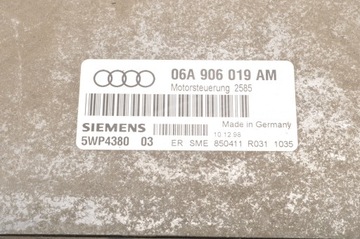 06A 906 019 AM
Motorsteuerung 2565
SIEMENS
Made in Germany
10.12.98
5WP4380 03
ER SME 850411 R031 1035